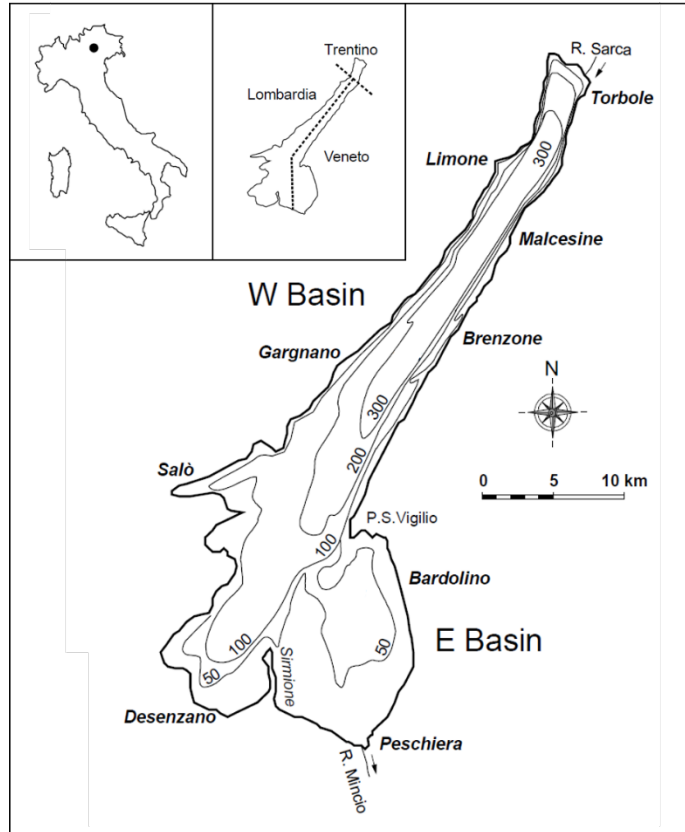 Trentino
Lombardia
Veneto
R. Sarca
Torbole
300
Limone
Malcesine
W Basin
Brenzone
Gargnano
N
300
200
Salò
0 5 10 km
P.S.Vigilio
100
Bardolino
E Basin
100
50
50
Sirmione
Desenzano
Peschiera
R. Mincio